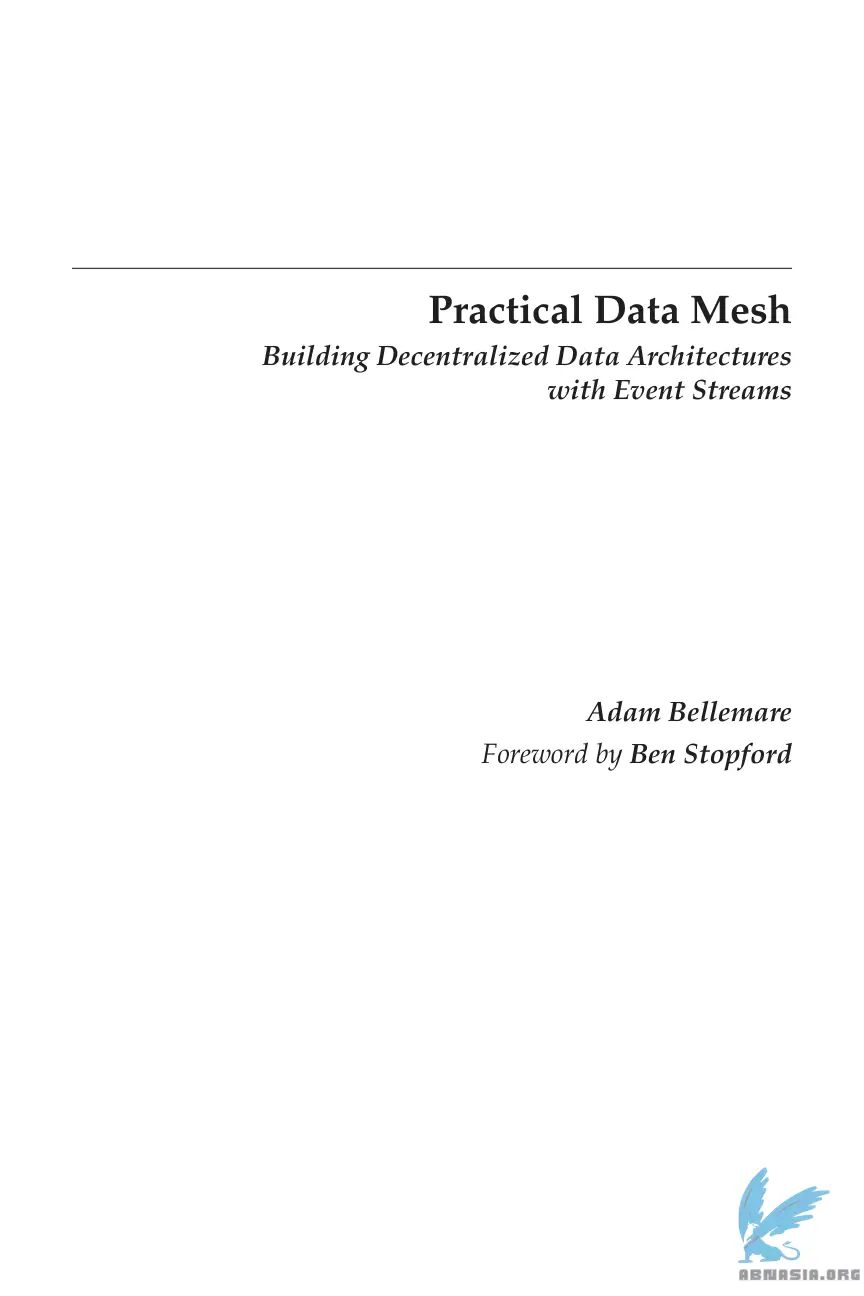 Practical Data Mesh
Building Decentralized Data Architectures
with Event Streams
Adam Bellemare
Foreword by Ben Stopford
ABNASIA.ORG